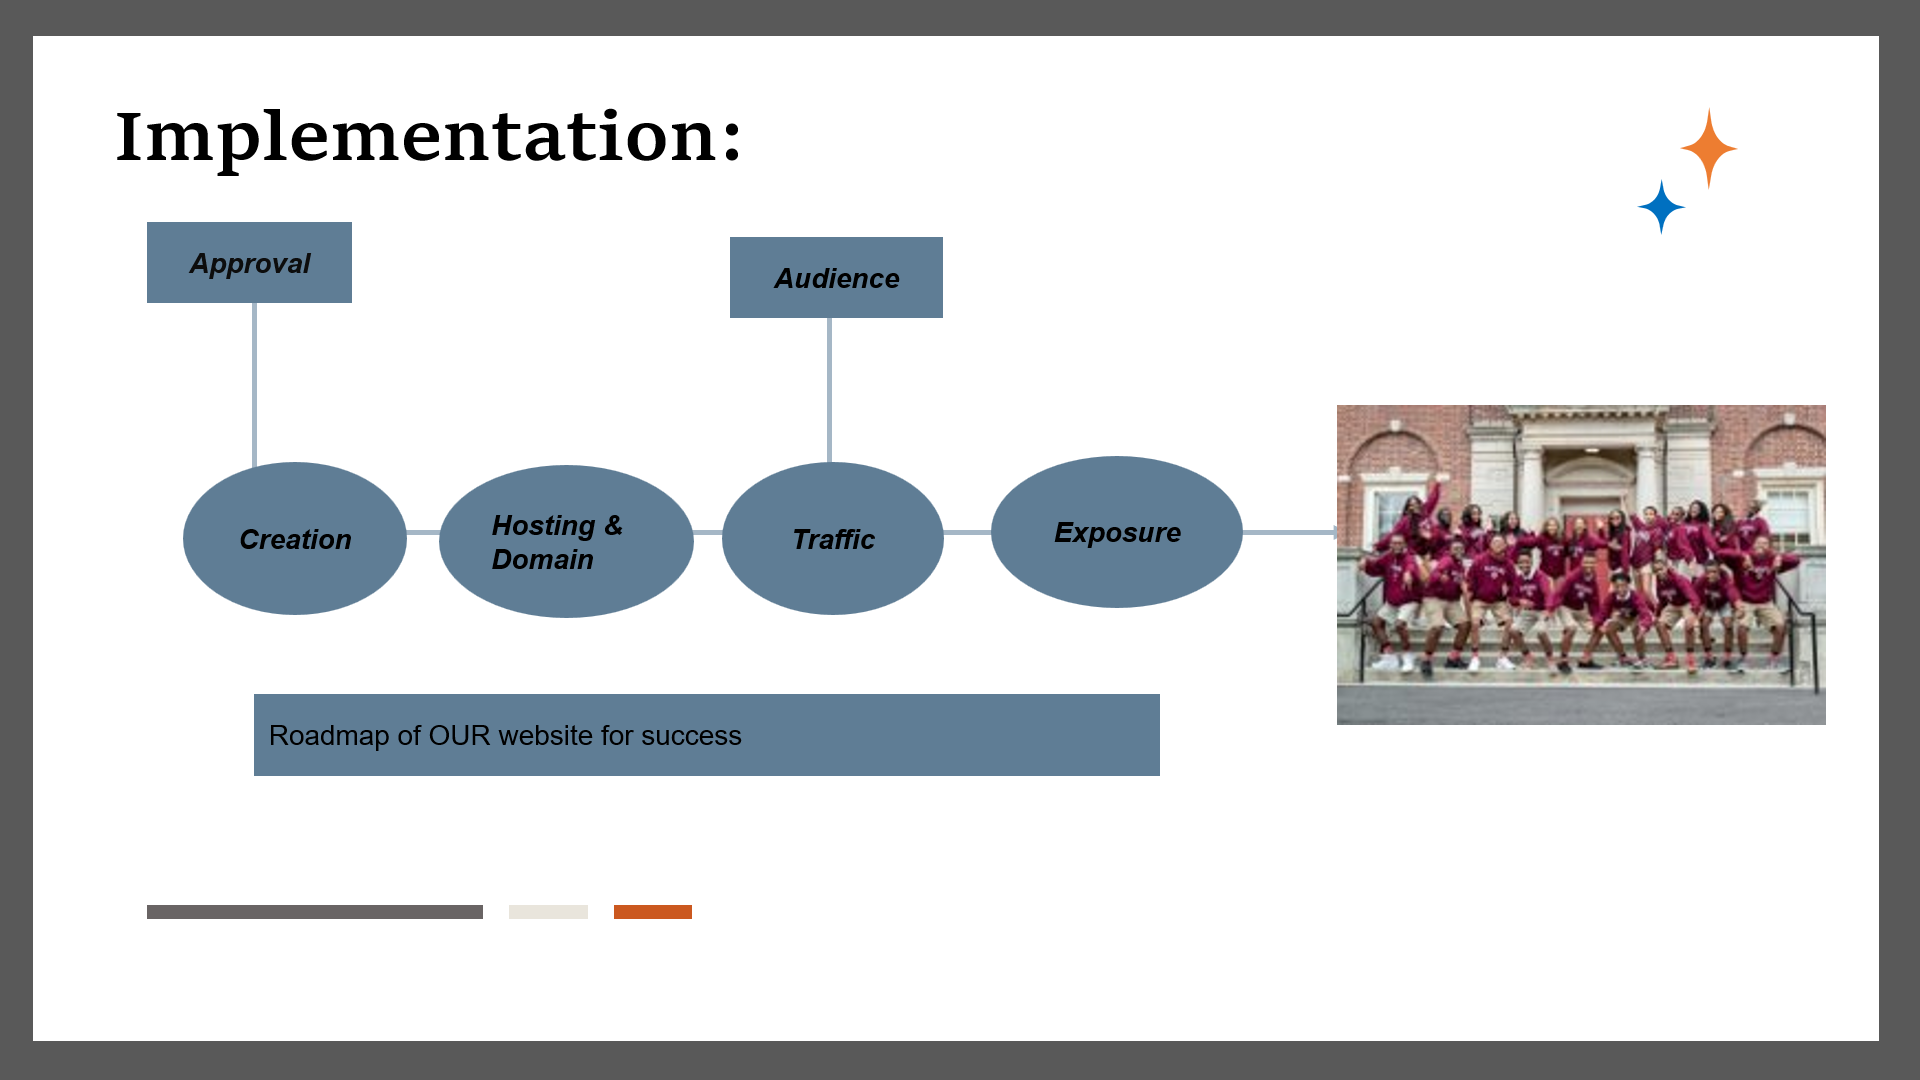 Implementation:
Approval
Audience
Creation
Hosting &
Domain
Traffic
Exposure
Roadmap of OUR website for success